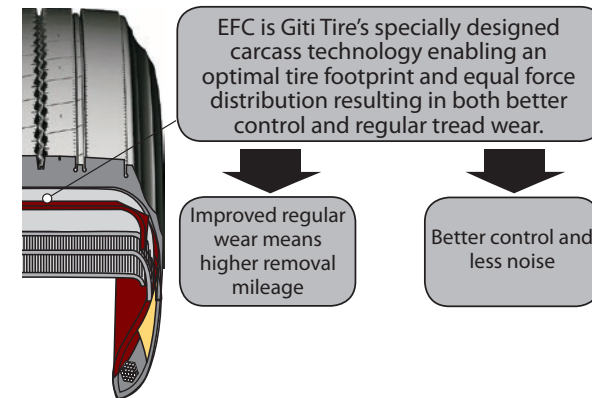 EFC is Giti Tire’s specially designed
carcass technology enabling an
optimal tire footprint and equal force
distribution resulting in both better
control and regular tread wear.
Improved regular
wear means
higher removal
mileage
Better control and
less noise